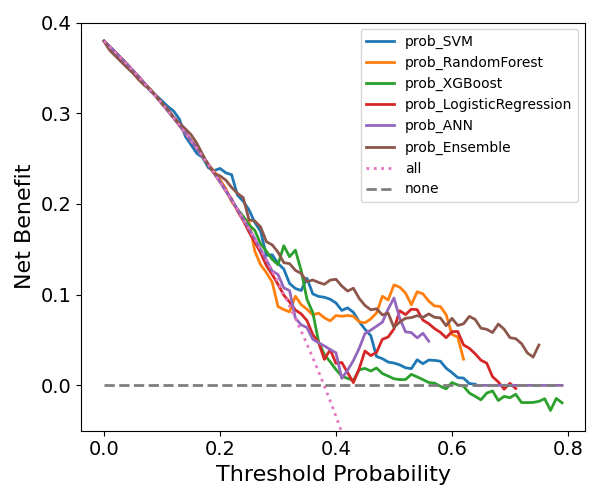 0.4
0.3
0.2
0.1
0.0
Net Benefit
prob_SVM
prob_RandomForest
prob_XGBoost
prob_LogisticRegression
prob_ANN
prob_Ensemble
all
none
0.0 0.2 0.4 0.6 0.8
Threshold Probability